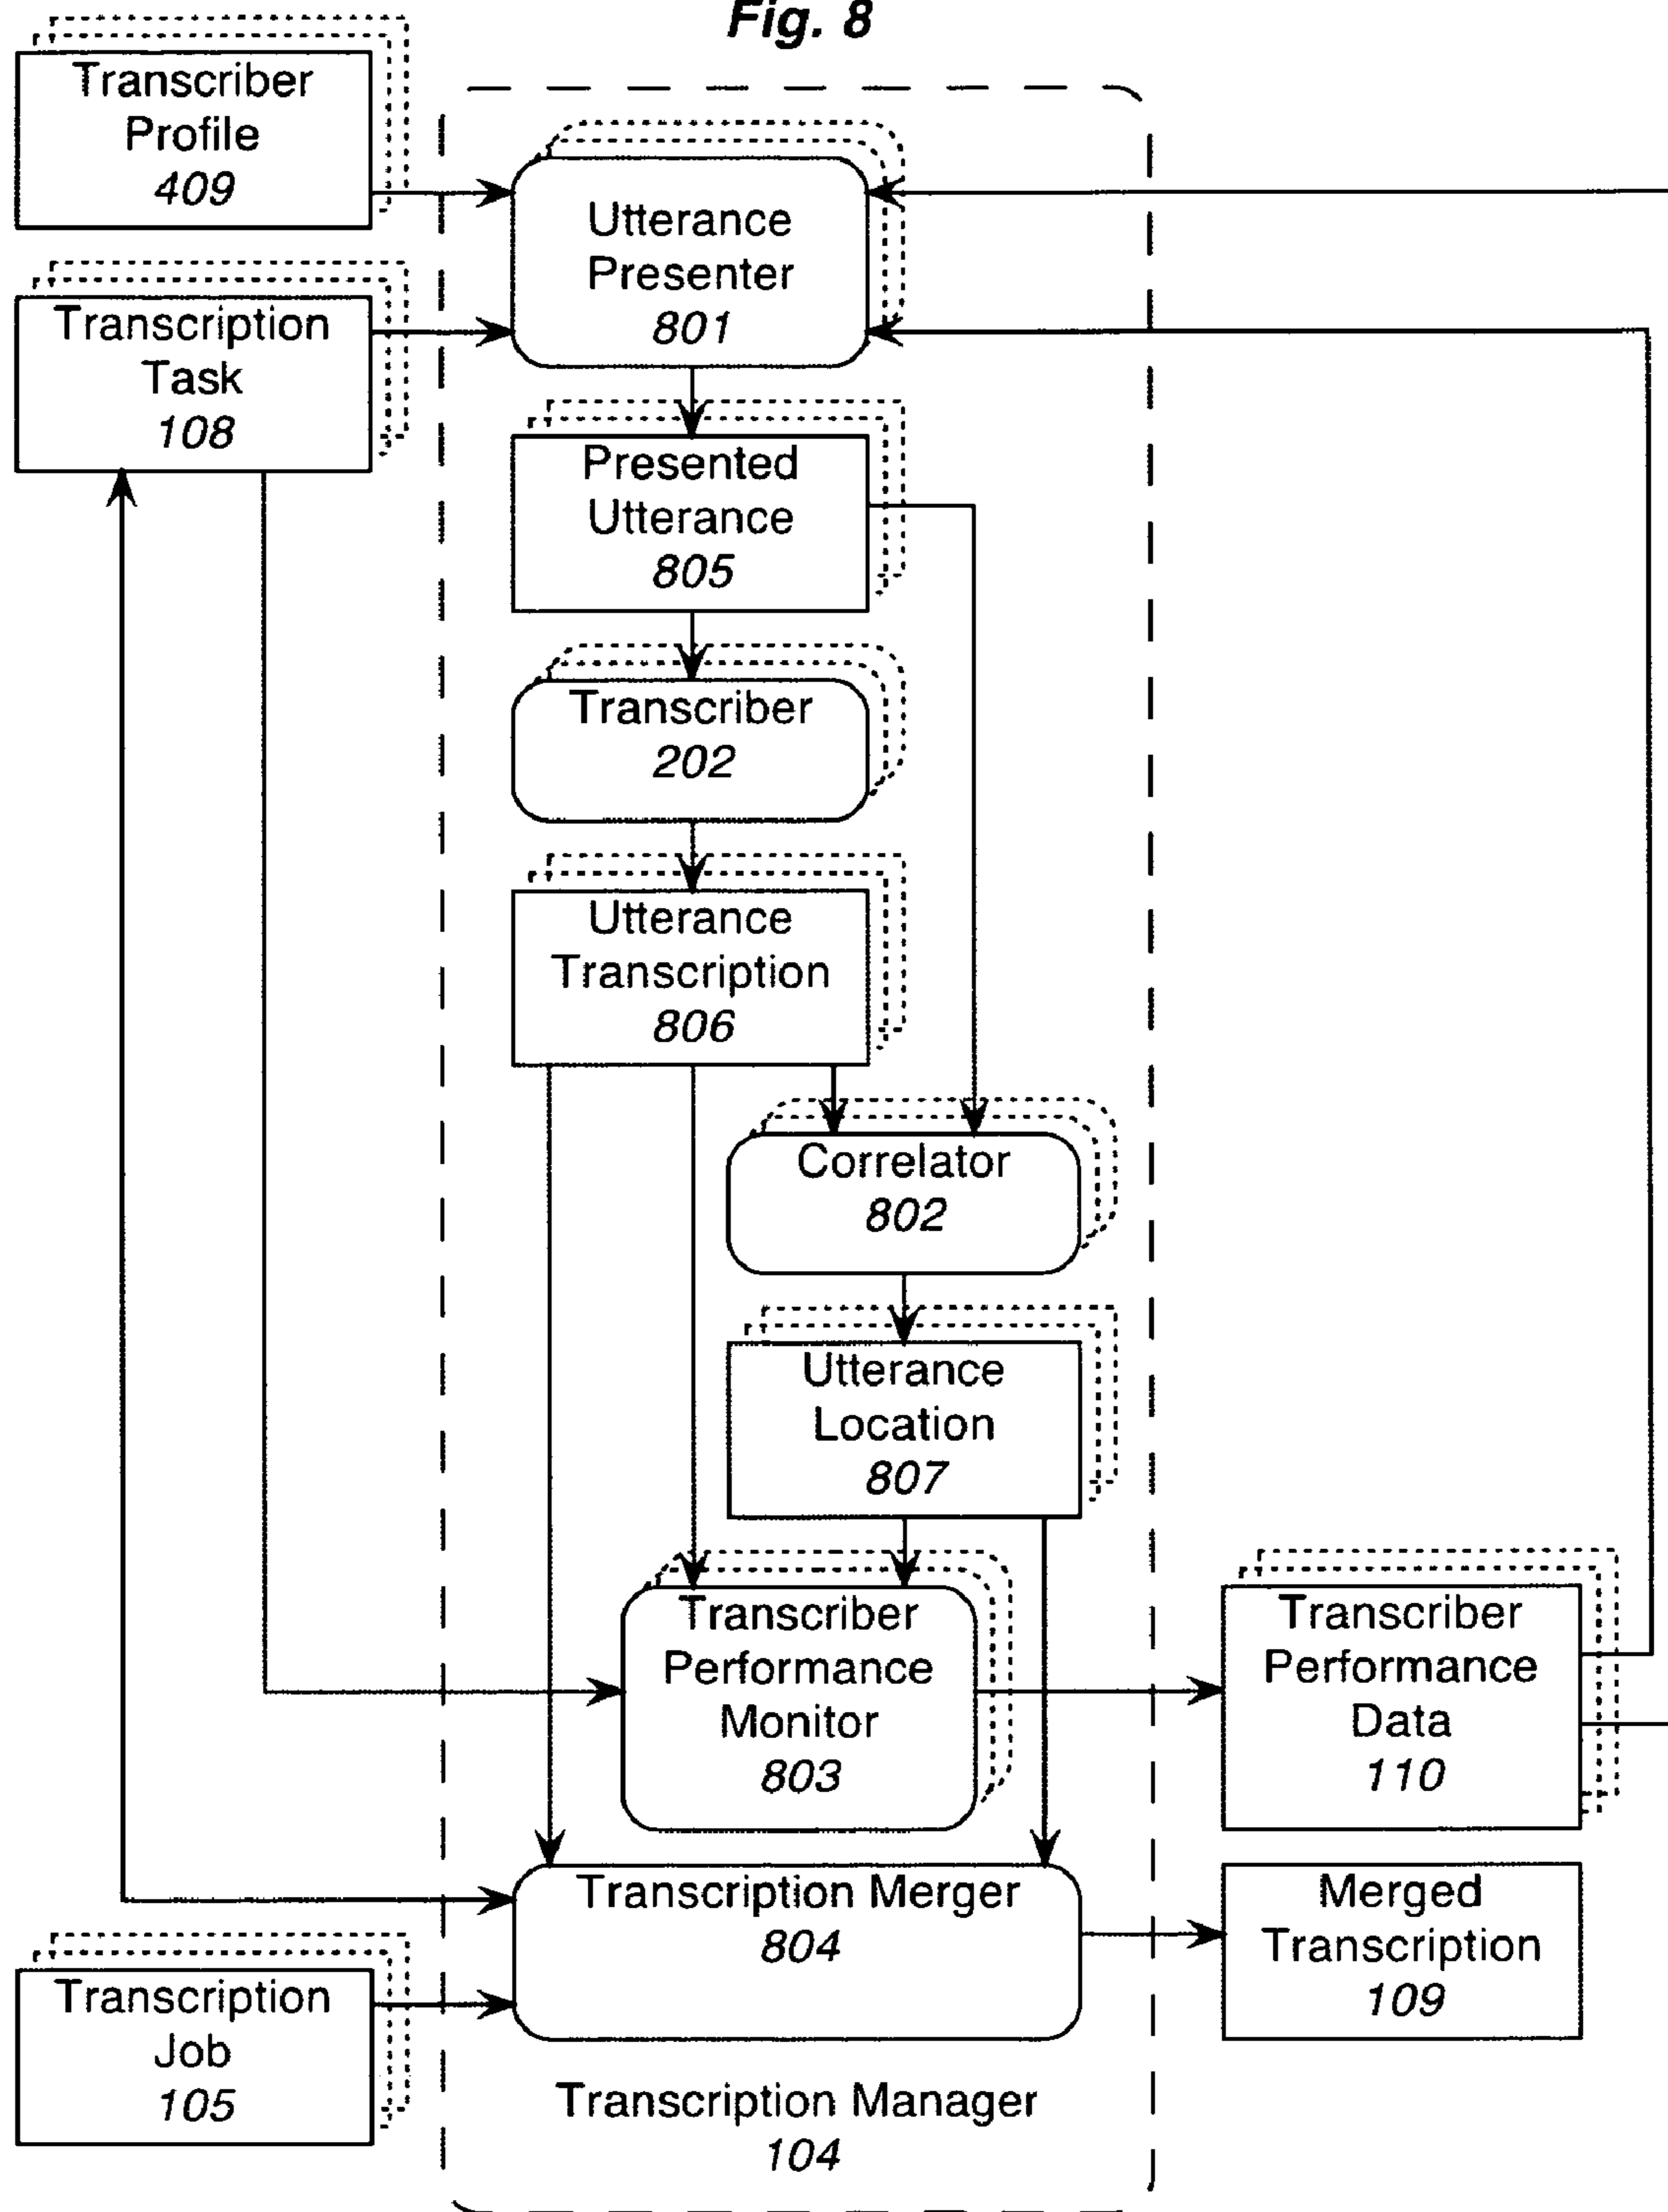 Fig. 8
Transcriber
Profile
409
Utterance
Presenter
801
Transcription
Task
108
Presented
Utterance
805
Transcriber
202
Utterance
Transcription
806
Correlator
802
Utterance
Location
807
Transcriber
Performance
Monitor
803
Transcriber
Performance
Data
110
Transcription Merger
804
Merged
Transcription
109
Transcription
Job
105
Transcription Manager
104